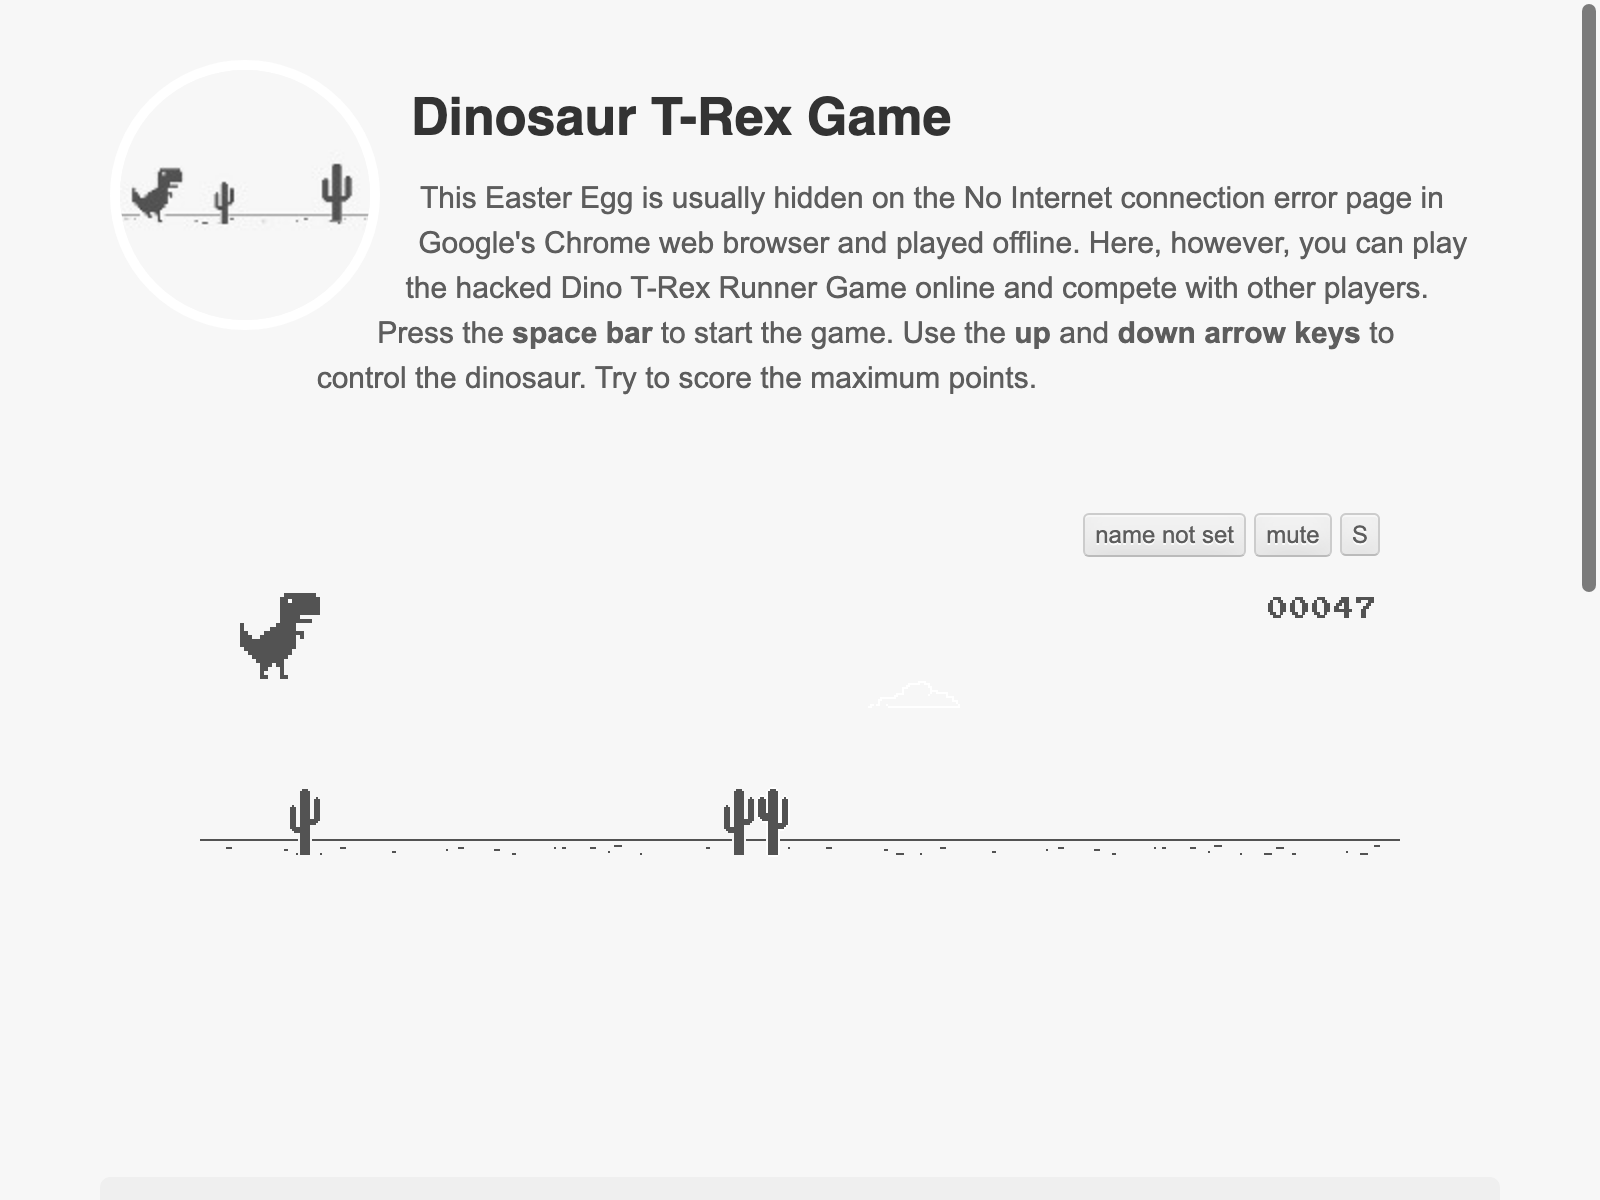 Dinosaur T-Rex Game
This Easter Egg is usually hidden on the No Internet connection error page in
Google's Chrome web browser and played offline. Here, however, you can play
the hacked Dino T-Rex Runner Game online and compete with other players.
Press the space bar to start the game. Use the up and down arrow keys to
control the dinosaur. Try to score the maximum points.
name not set mute S
00047